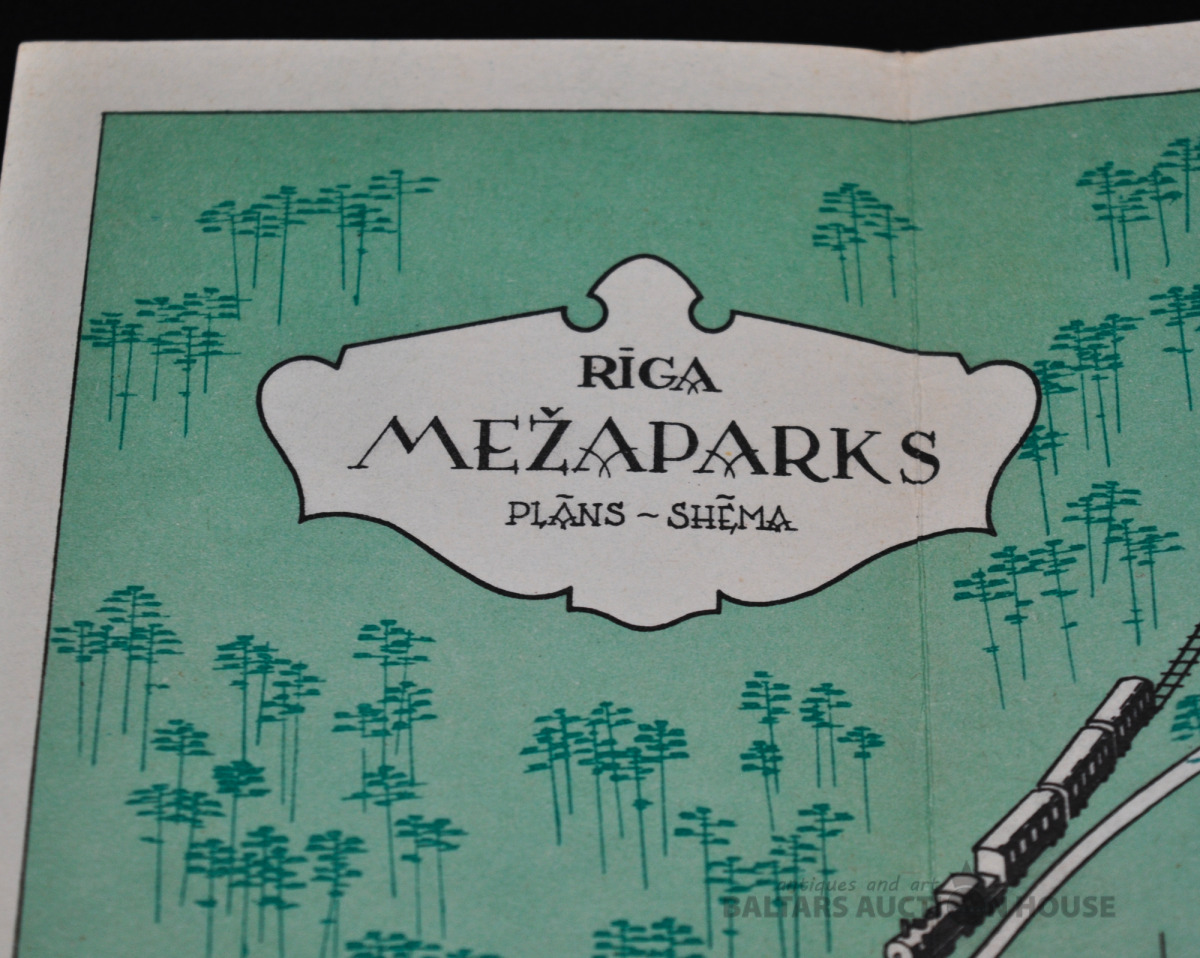 RĪGA
MEŽAPARKS
PLĀNS ~ SHĒMA
antiques and art
BALTARS AUCTION HOUSE